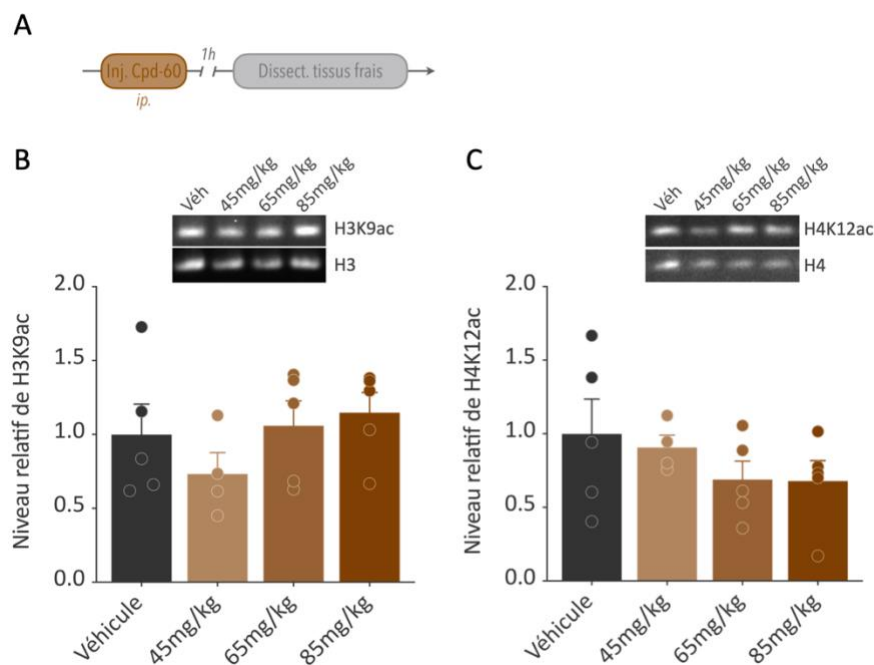 A
1h
Inj. Cpd-60
Dissect. tissus frais
ip.
B
Véh
45mg/kg
65mg/kg
85mg/kg
H3K9ac
H3
Niveau relatif de H3K9ac
2.0
1.5
1.0
0.5
0.0
Véhicule
45mg/kg
65mg/kg
85mg/kg
C
Véh
45mg/kg
65mg/kg
85mg/kg
H4K12ac
H4
Niveau relatif de H4K12ac
2.0
1.5
1.0
0.5
0.0
Véhicule
45mg/kg
65mg/kg
85mg/kg